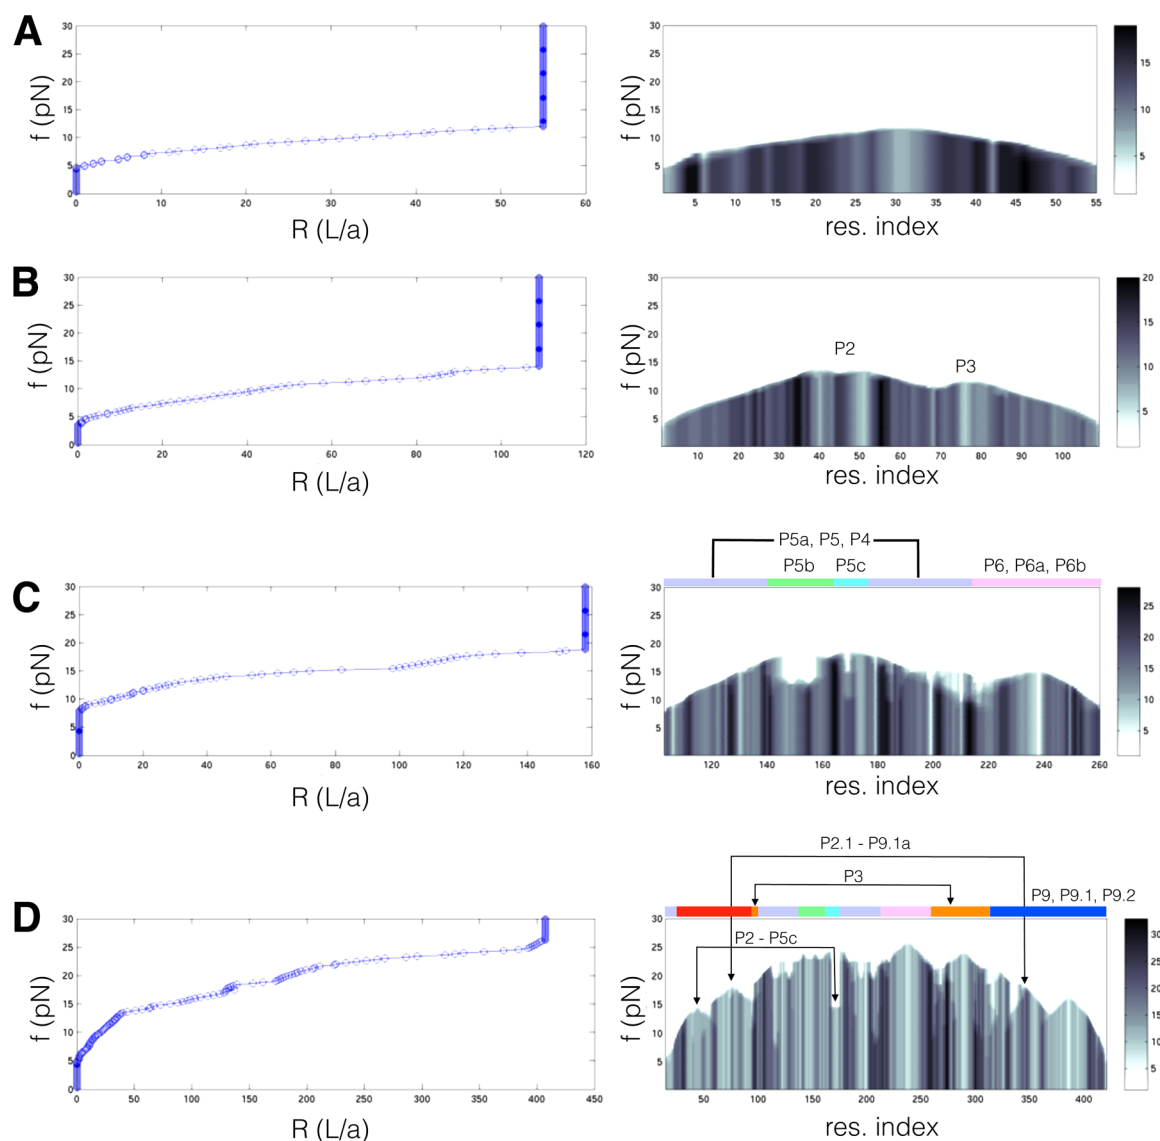 A
f (pN)
30
25
20
15
10
5
0
0 10 20 30 40 50 60
R (L/a)
30
25
20
15
10
5
5 10 15 20 25 30 35 40 45 50 55
res. index
15
10
5
B
f (pN)
30
25
20
15
10
5
0
0 20 40 60 80 100 120
R (L/a)
f (pN)
30
25
20
15
10
5
P2
P3
10 20 30 40 50 60 70 80 90 100
res. index
20
15
10
5
P5a, P5, P4
P5b P5c P6, P6a, P6b
C
f (pN)
30
25
20
15
10
5
0
0 20 40 60 80 100 120 140 160
R (L/a)
f (pN)
30
25
20
15
10
5
120 140 160 180 200 220 240 260
res. index
25
20
15
10
5
P2.1 - P9.1a
P3
P9, P9.1, P9.2
D
f (pN)
30
25
20
15
10
5
0
0 50 100 150 200 250 300 350 400 450
R (L/a)
f (pN)
30
25
20
15
10
5
P2 - P5c
50 100 150 200 250 300 350 400
res. index
30
25
20
15
10
5